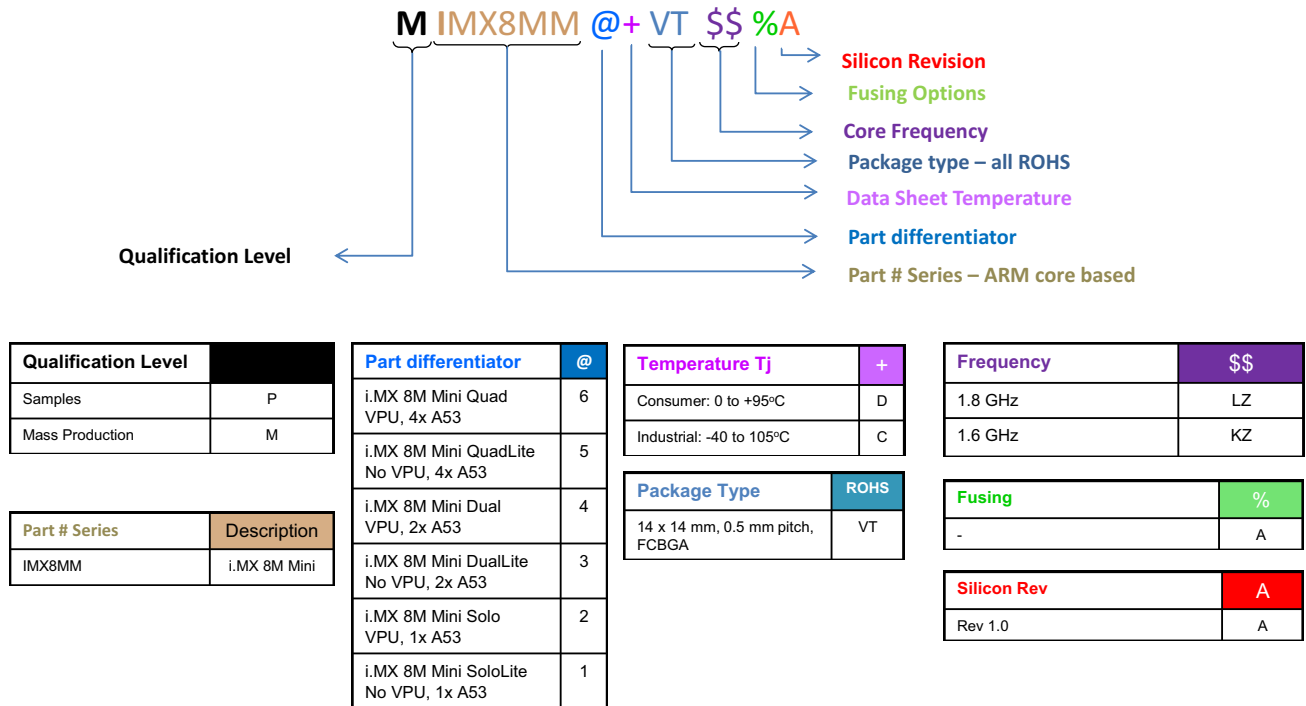 M IMX8MM @+ VT $$ %A
Silicon Revision
Fusing Options
Core Frequency
Package type – all ROHS
Data Sheet Temperature
Part differentiator
Qualification Level
Part # Series – ARM core based
Qualification Level
Samples P
Mass Production M
Part # Series Description
IMX8MM i.MX 8M Mini
Part differentiator @
i.MX 8M Mini Quad 6
VPU, 4x A53
i.MX 8M Mini QuadLite 5
No VPU, 4x A53
i.MX 8M Mini Dual 4
VPU, 2x A53
i.MX 8M Mini DualLite 3
No VPU, 2x A53
i.MX 8M Mini Solo 2
VPU, 1x A53
i.MX 8M Mini SoloLite 1
No VPU, 1x A53
Temperature Tj +
Consumer: 0 to +95ºC D
Industrial: -40 to 105ºC C
Package Type ROHS
14 x 14 mm, 0.5 mm pitch, VT
FCBGA
Frequency $$
1.8 GHz LZ
1.6 GHz KZ
Fusing %
- A
Silicon Rev A
Rev 1.0 A